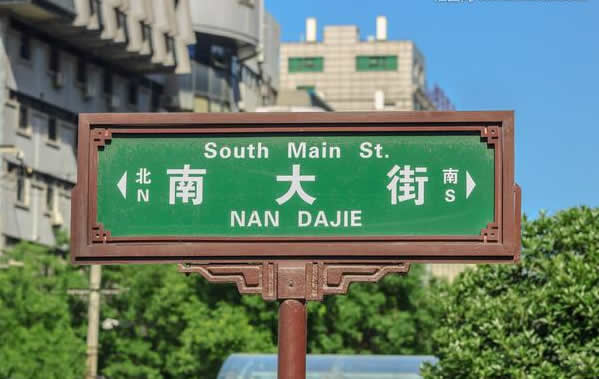 South Main St.
北 南大街 南
N S
NAN DAJIE